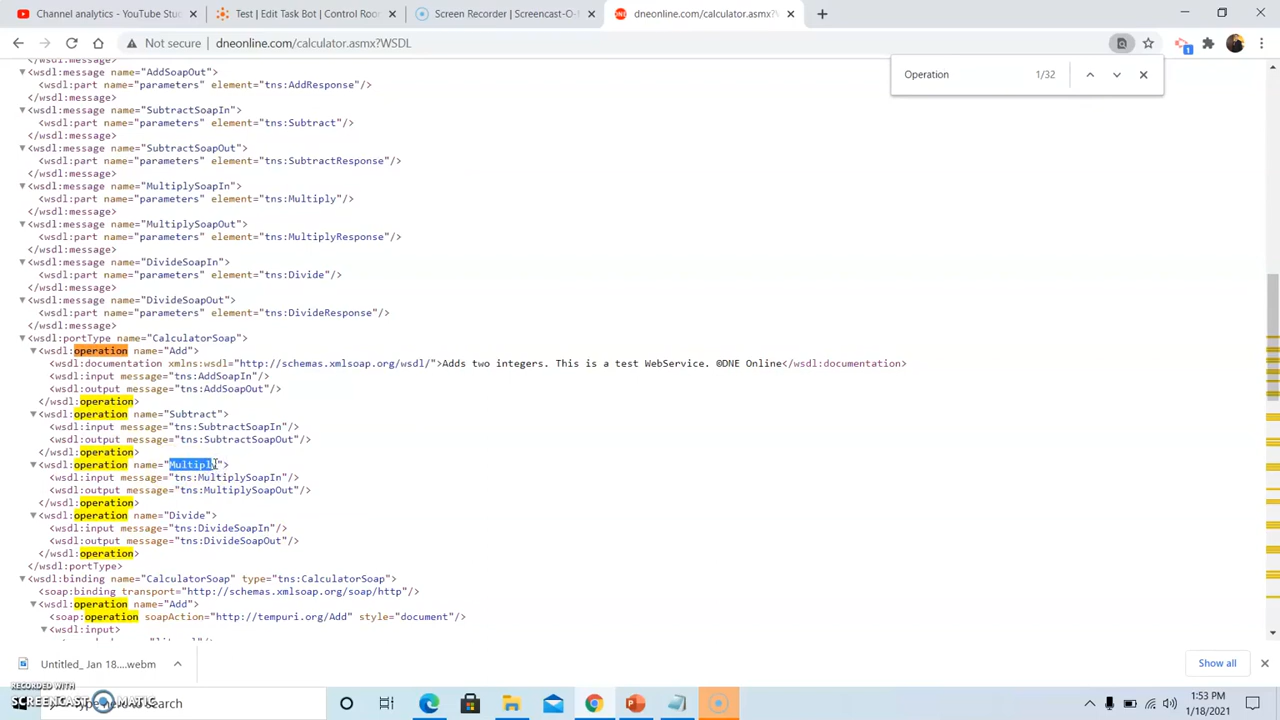 Control activities - YouTube Stu
Test | Edit Task Bot | Control Roo
Screen Recorder | Screencast-O-
dneonline.com/calculator.asmx?W
Not secure | dneonline.com/calculator.asmx?WSDL
Operation 1/32
</wsdl:message>
<wsdl:message name="AddSoapOut">
<wsdl:part name="parameters" element="tns:AddResponse"/>
</wsdl:message>
<wsdl:message name="SubtractSoapIn">
<wsdl:part name="parameters" element="tns:Subtract"/>
</wsdl:message>
<wsdl:message name="SubtractSoapOut">
<wsdl:part name="parameters" element="tns:SubtractResponse"/>
</wsdl:message>
<wsdl:message name="MultiplySoapIn">
<wsdl:part name="parameters" element="tns:Multiply"/>
</wsdl:message>
<wsdl:message name="MultiplySoapOut">
<wsdl:part name="parameters" element="tns:MultiplyResponse"/>
</wsdl:message>
<wsdl:message name="DivideSoapIn">
<wsdl:part name="parameters" element="tns:Divide"/>
</wsdl:message>
<wsdl:message name="DivideSoapOut">
<wsdl:part name="parameters" element="tns:DivideResponse"/>
</wsdl:message>
<wsdl:portType name="CalculatorSoap">
<wsdl:operation name="Add">
<wsdl:documentation xmlns:wsdl="http://schemas.xmlsoap.org/wsdl/">Adds two integers. This is a test WebService. ©DNE Online</wsdl:documentation>
<wsdl:input message="tns:AddSoapIn"/>
<wsdl:output message="tns:AddSoapOut"/>
</wsdl:operation>
<wsdl:operation name="Subtract">
<wsdl:input message="tns:SubtractSoapIn"/>
<wsdl:output message="tns:SubtractSoapOut"/>
</wsdl:operation>
<wsdl:operation name="Multiply">
<wsdl:input message="tns:MultiplySoapIn"/>
<wsdl:output message="tns:MultiplySoapOut"/>
</wsdl:operation>
<wsdl:operation name="Divide">
<wsdl:input message="tns:DivideSoapIn"/>
<wsdl:output message="tns:DivideSoapOut"/>
</wsdl:operation>
</wsdl:portType>
<wsdl:binding name="CalculatorSoap" type="tns:CalculatorSoap">
<soap:binding transport="http://schemas.xmlsoap.org/soap/http"/>
<wsdl:operation name="Add">
<soap:operation soapAction="http://tempuri.org/Add" style="document"/>
<wsdl:input>
Untitled_ Jan 18....webm
Show all
RECORDED WITH
SCREENCAST MATIC
to search
1:53 PM
1/18/2021